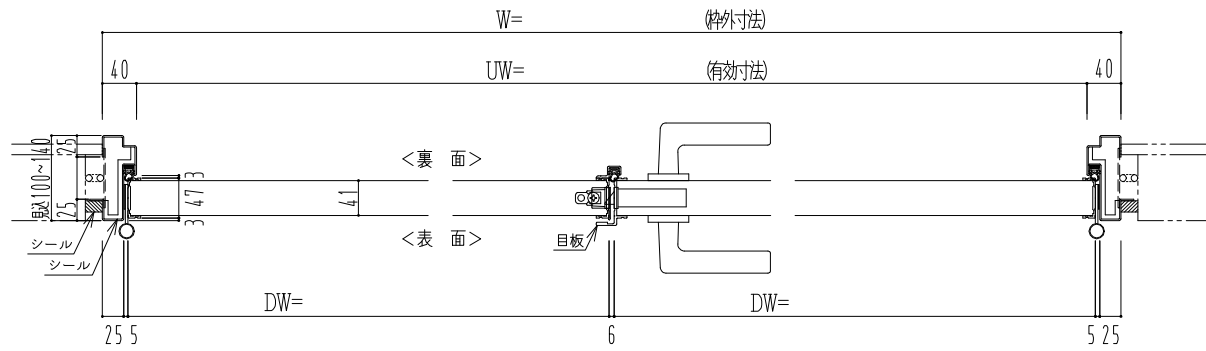 W= (枠外寸法)
40 UW= (有効寸法) 40
見込100~140
25
25
3
47
3
41
<裏 面>
<表 面>
シール
シール
目板
DW= DW=
25 5 6 5 25